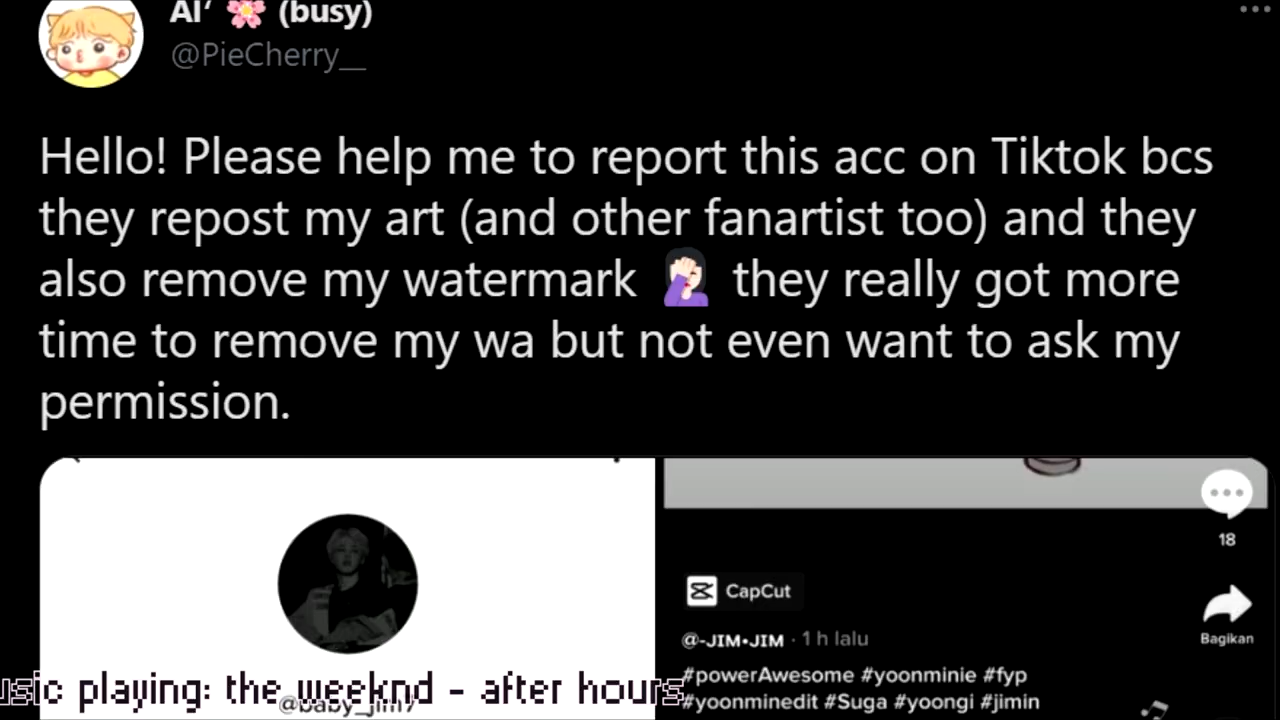 Al’ 🌸 (busy)
@PieCherry__
Hello! Please help me to report this acc on Tiktok bcs
they repost my art (and other fanartist too) and they
also remove my watermark 🤦🏻‍♀️ they really got more
time to remove my wa but not even want to ask my
permission.
18
CapCut
Bagikan
@-JIM•JIM · 1 h lalu
#powerAwesome #yoonminie #fyp
#yoonminedit #Suga #yoongi #jimin
usic playing: the weeknd - after hours
@baby_jim7